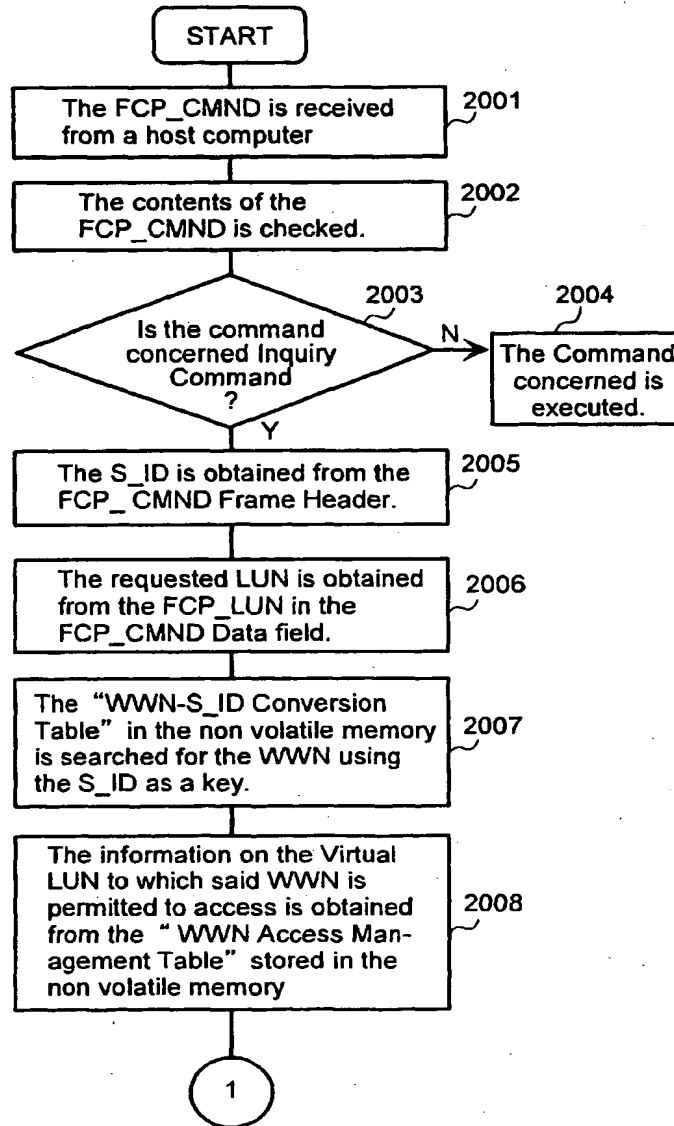 START
The FCP_CMND is received
from a host computer
2001
The contents of the
FCP_CMND is checked.
2002
2003
Is the command
concerned Inquiry
Command
?
N
Y
2004
The Command
concerned is
executed.
The S_ID is obtained from the
FCP_ CMND Frame Header.
2005
The requested LUN is obtained
from the FCP_LUN in the
FCP_CMND Data field.
2006
The “WWN-S_ID Conversion
Table” in the non volatile memory
is searched for the WWN using
the S_ID as a key.
2007
The information on the Virtual
LUN to which said WWN is
permitted to access is obtained
from the “ WWN Access Man-
agement Table” stored in the
non volatile memory
2008
1